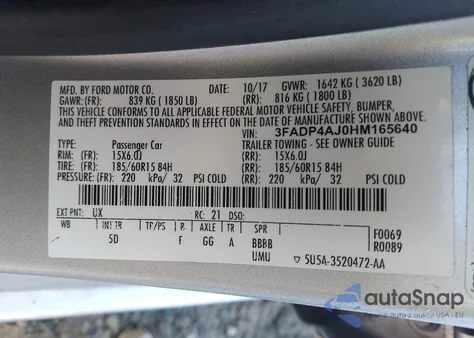 MFD. BY FORD MOTOR CO.
10/17 GVWR: 1642 KG ( 3620 LB)
GAWR: (FR): 839 KG ( 1850 LB) (RR): 816 KG ( 1800 LB)
THIS VEHICLE CONFORMS TO ALL APPLICABLE FEDERAL MOTOR VEHICLE SAFETY, BUMPER,
AND THEFT PREVENTION STANDARDS IN EFFECT ON THE DATE OF MANUFACTURE SHOWN ABOVE.
VIN: 3FADP4AJ0HM165640
TYPE: Passenger Car TRAILER TOWING - SEE OWNER GUIDE
RIM: (FR): 15X6.0J (RR): 15X6.0J
TIRE: (FR): 185/60R15 84H (RR): 185/60R15 84H
PRESSURE: (FR): 220 kPa/ 32 PSI COLD (RR): 220 kPa/ 32 PSI COLD
EXT PNT: UX RC: 21 DSO:
WB INT TR TP/PS R AXLE TR SPR
5D F GG A BBBB
UMU
F0069
R0089
▽ 5U5A-3520472-AA
autoSnap
Auta z aukcji USA - EU